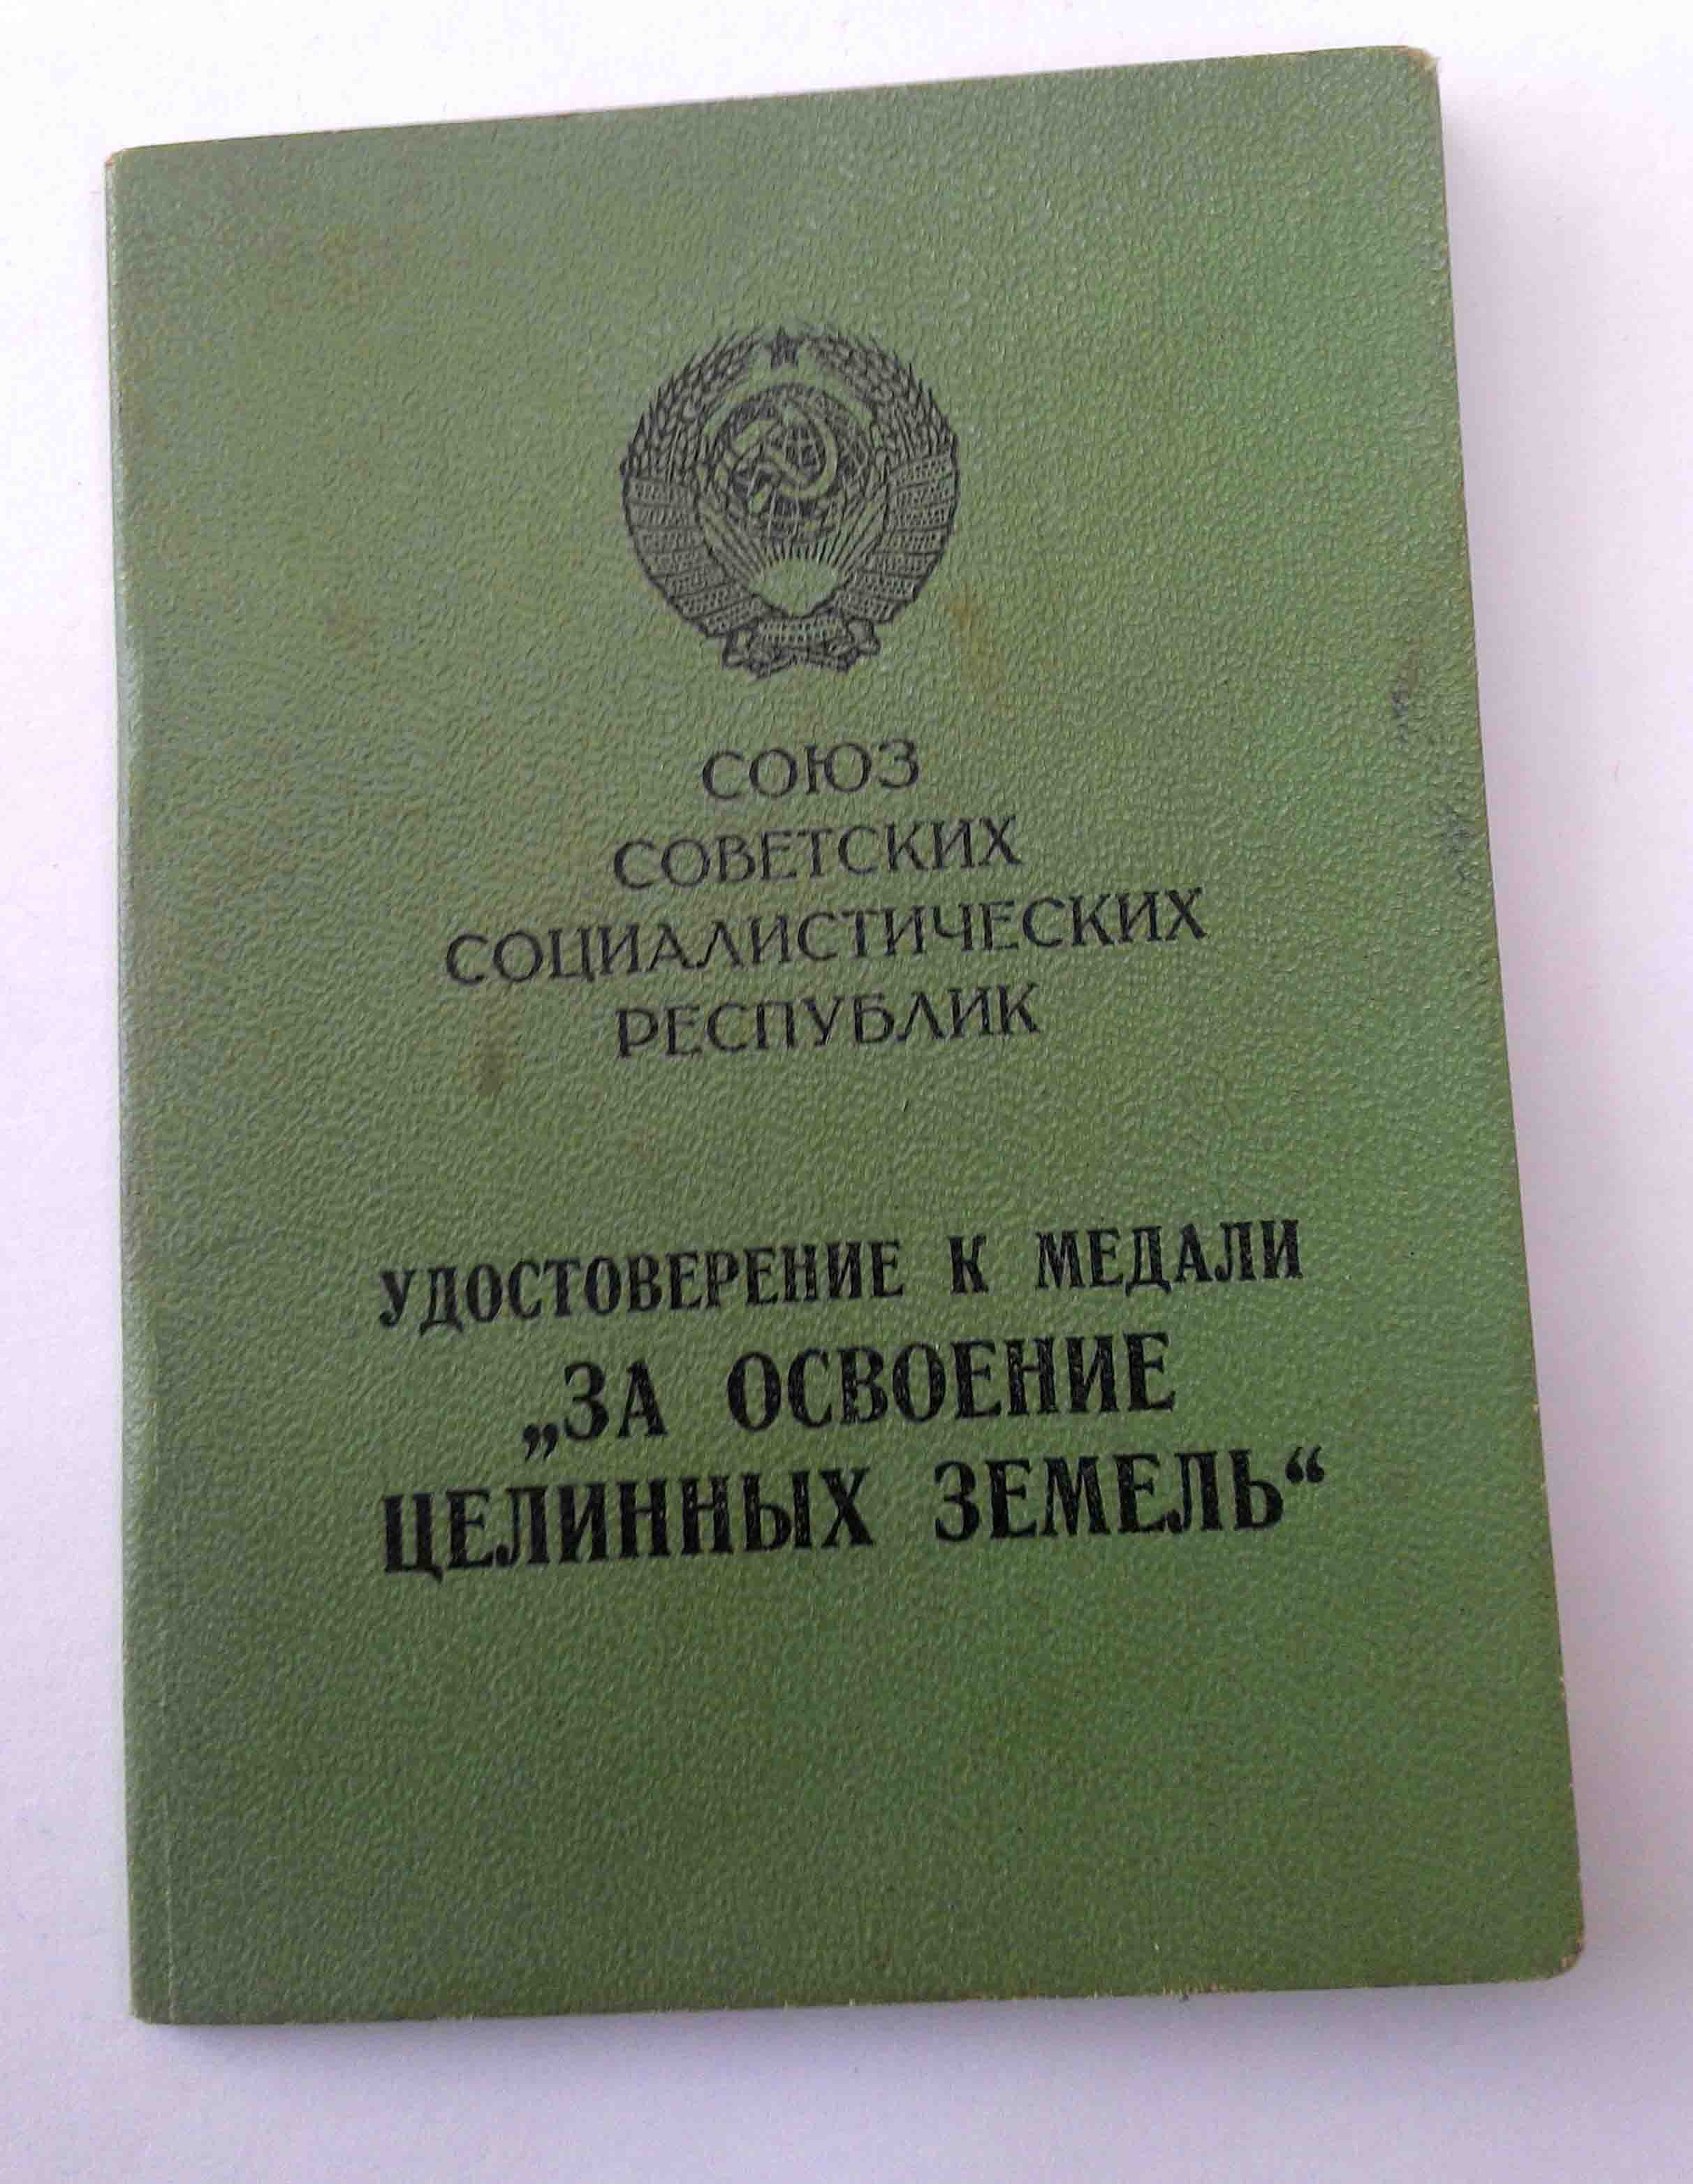 СОЮЗ
СОВЕТСКИХ
СОЦИАЛИСТИЧЕСКИХ
РЕСПУБЛИК
УДОСТОВЕРЕНИЕ К МЕДАЛИ
„ЗА ОСВОЕНИЕ
ЦЕЛИННЫХ ЗЕМЕЛЬ“